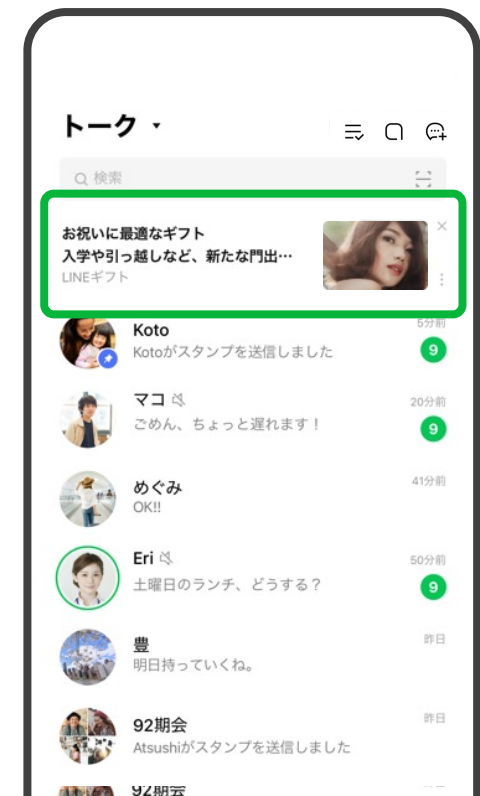 トーク
検索
お祝いに最適なギフト
入学や引っ越しなど、新たな門出…
LINEギフト
Koto
5分前
Kotoがスタンプを送信しました
9
マコ
20分前
ごめん、ちょっと遅れます！
9
めぐみ
41分前
OK!!
Eri
50分前
土曜日のランチ、どうする？
9
豊
昨日
明日持っていくね。
92期会
昨日
Atsushiがスタンプを送信しました
92期会